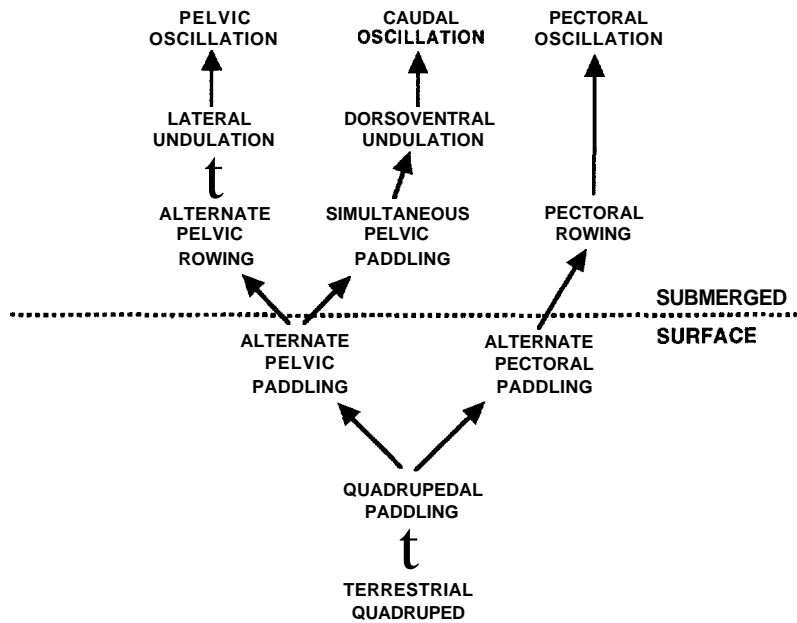 PELVIC
OSCILLATION
CAUDAL
OSCILLATION
PECTORAL
OSCILLATION
LATERAL
UNDULATION
DORSOVENTRAL
UNDULATION
t
ALTERNATE
PELVIC
ROWING
SIMULTANEOUS
PELVIC
PADDLING
PECTORAL
ROWING
SUBMERGED
SURFACE
ALTERNATE
PELVIC
PADDLING
ALTERNATE
PECTORAL
PADDLING
QUADRUPEDAL
PADDLING
t
TERRESTRIAL
QUADRUPED